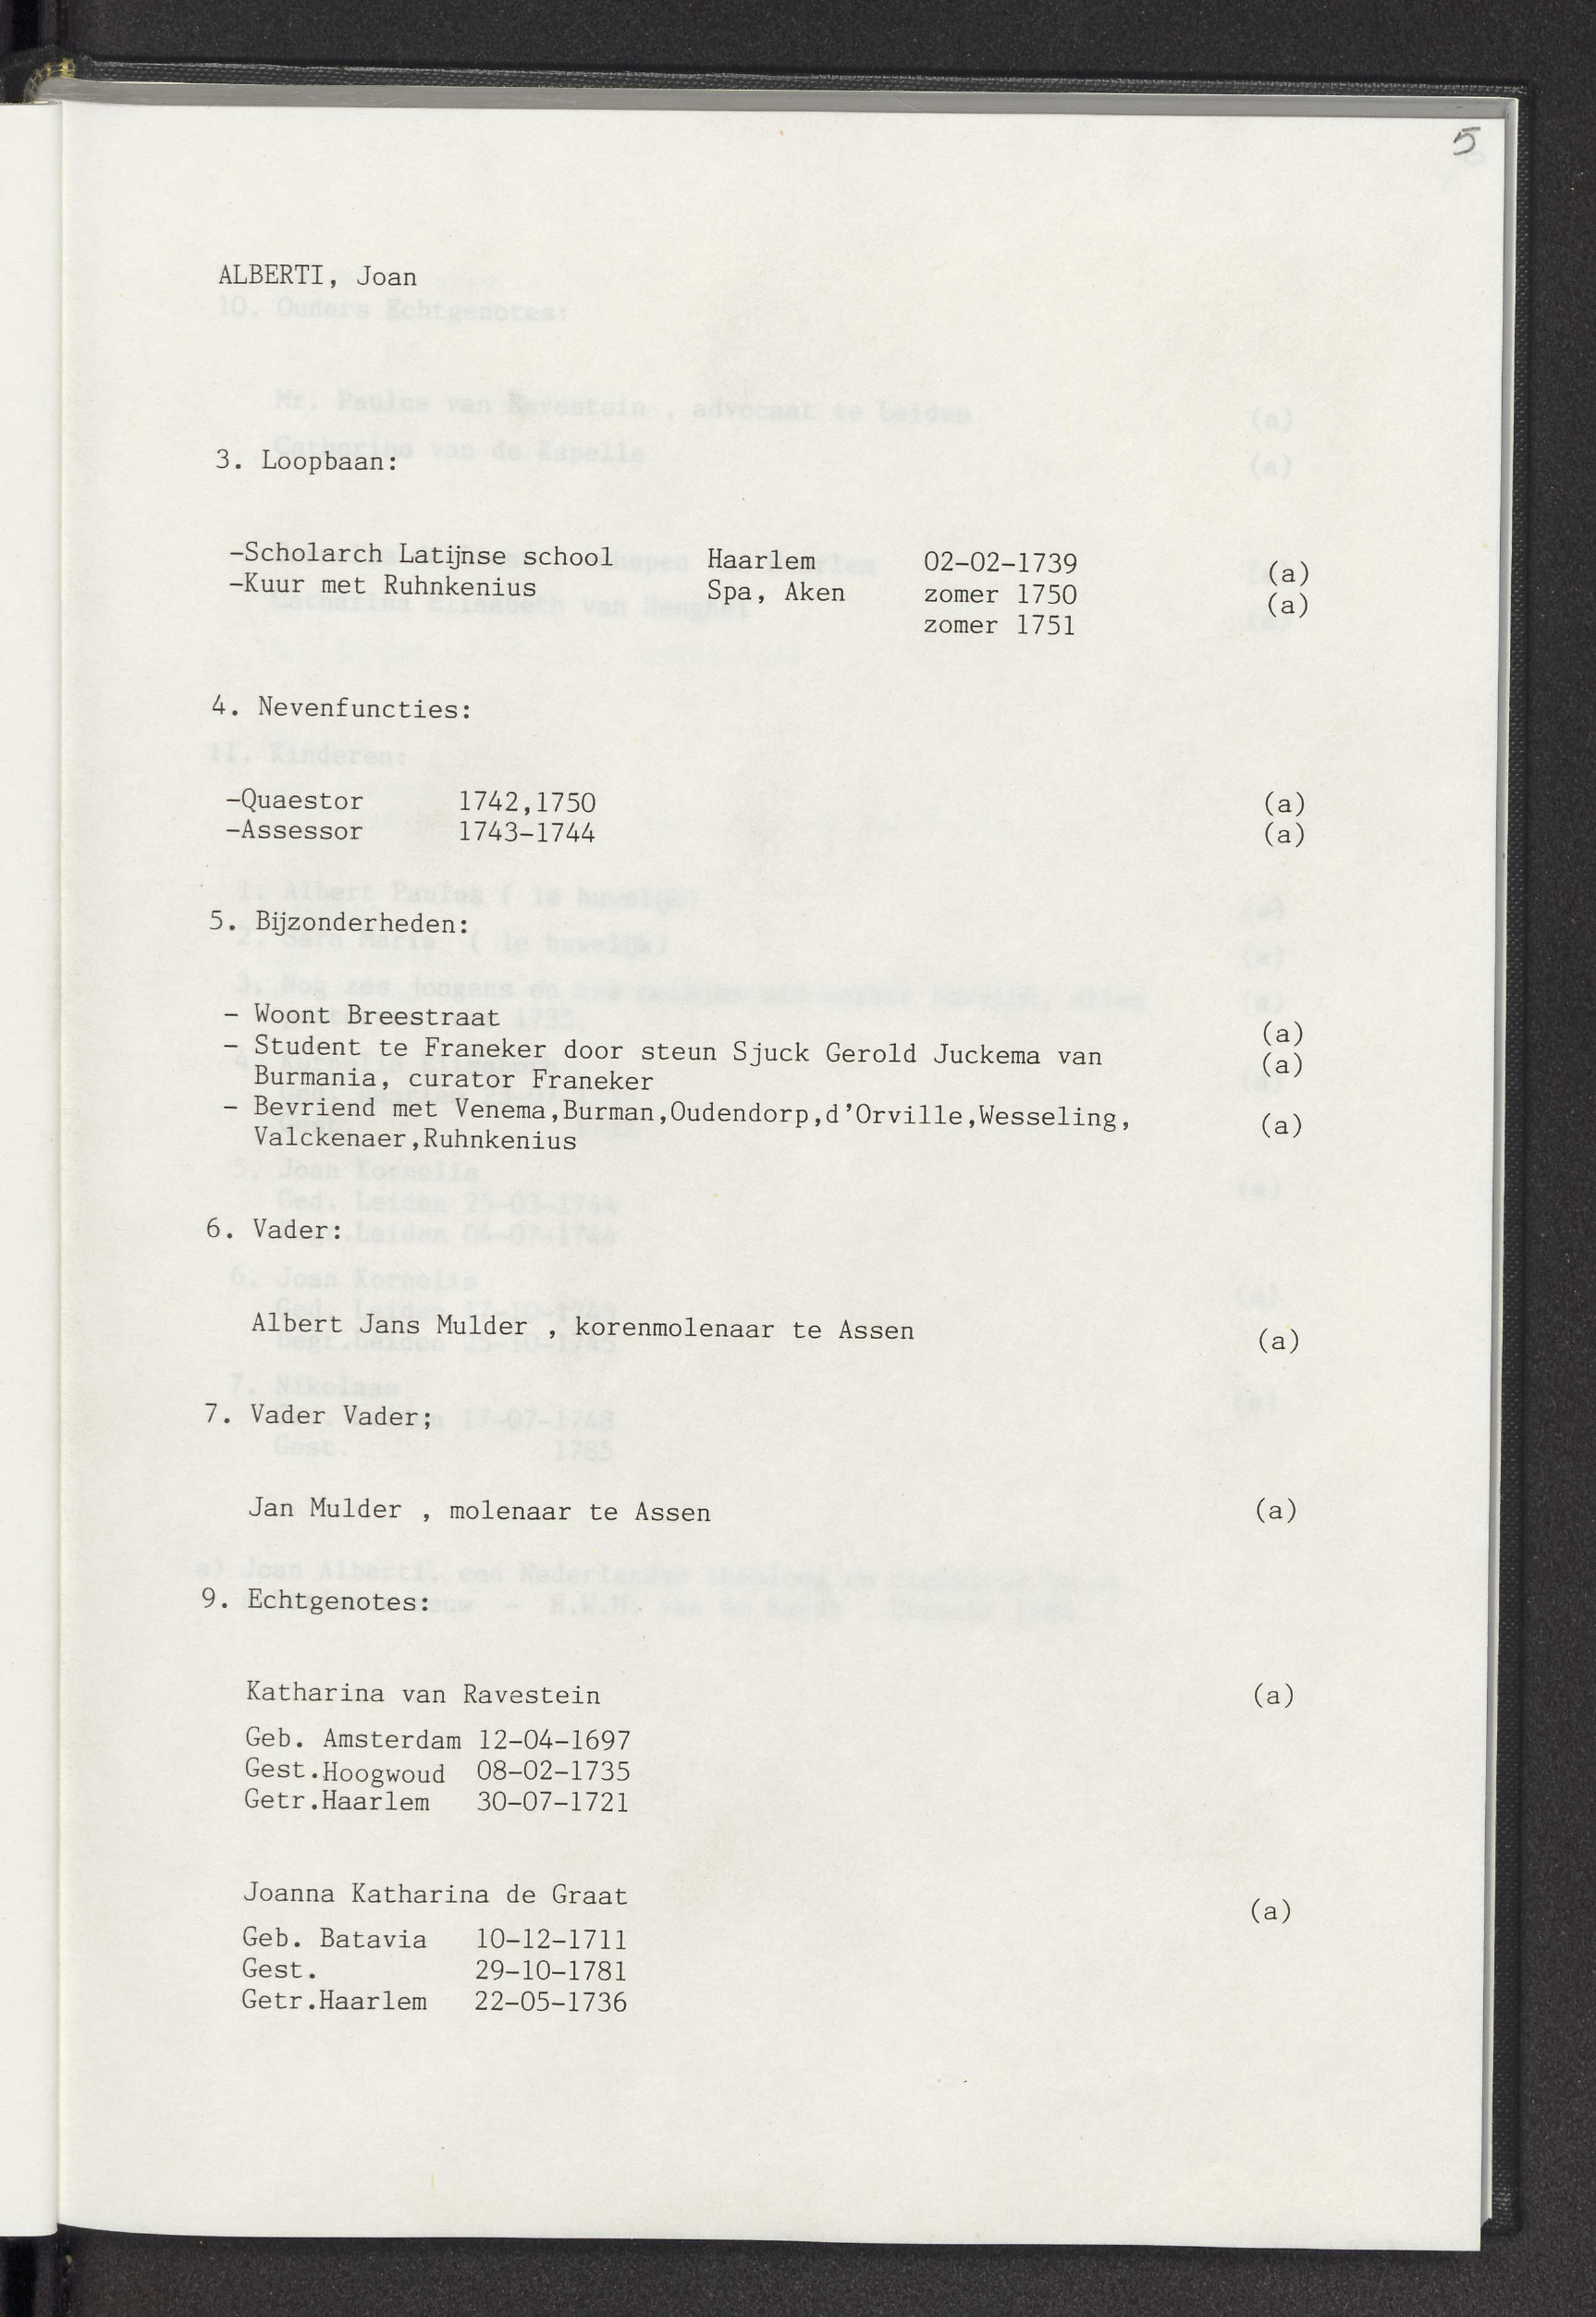 5
ALBERTI, Joan
3. Loopbaan:
-Scholarch Latijnse school Haarlem 02-02-1739 (a)
-Kuur met Ruhnkenius Spa, Aken zomer 1750 (a)
zomer 1751
4. Nevenfuncties:
-Quaestor 1742,1750 (a)
-Assessor 1743-1744 (a)
5. Bijzonderheden:
- Woont Breestraat (a)
- Student te Franeker door steun Sjuck Gerold Juckema van (a)
Burmania, curator Franeker
- Bevriend met Venema,Burman,Oudendorp,d'Orville,Wesseling, (a)
Valckenaer,Ruhnkenius
6. Vader:
Albert Jans Mulder , korenmolenaar te Assen (a)
7. Vader Vader;
Jan Mulder , molenaar te Assen (a)
9. Echtgenotes:
Katharina van Ravestein (a)
Geb. Amsterdam 12-04-1697
Gest.Hoogwoud 08-02-1735
Getr.Haarlem 30-07-1721
Joanna Katharina de Graat (a)
Geb. Batavia 10-12-1711
Gest. 29-10-1781
Getr.Haarlem 22-05-1736